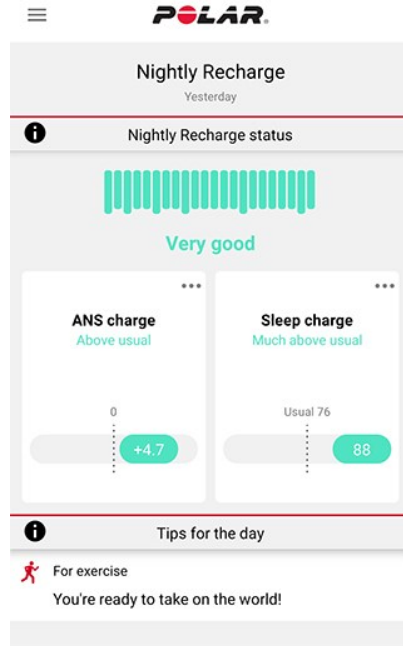 POLAR.
Nightly Recharge
Yesterday
Nightly Recharge status
Very good
ANS charge
Above usual
0
+4.7
Sleep charge
Much above usual
Usual 76
88
Tips for the day
For exercise
You're ready to take on the world!